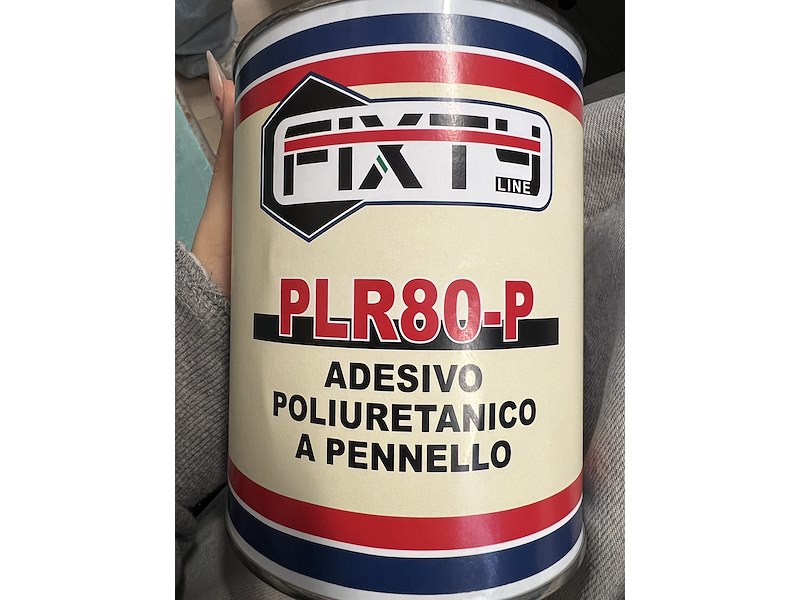 FIXTY
LINE
PLR80-P
ADESIVO
POLIURETANICO
A PENNELLO